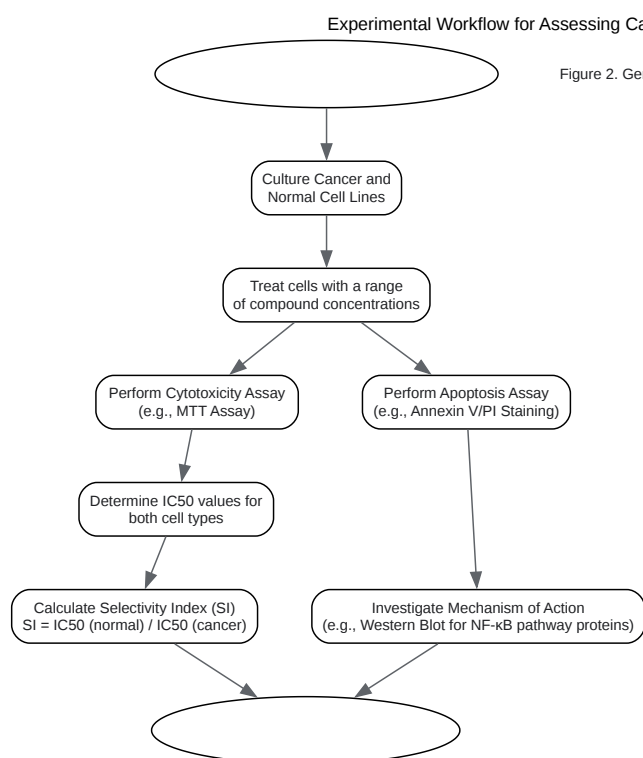 Experimental Workflow for Assessing Ca
Figure 2. Ge
Culture Cancer and
Normal Cell Lines
Treat cells with a range
of compound concentrations
Perform Cytotoxicity Assay
(e.g., MTT Assay)
Perform Apoptosis Assay
(e.g., Annexin V/PI Staining)
Determine IC50 values for
both cell types
Calculate Selectivity Index (SI)
SI = IC50 (normal) / IC50 (cancer)
Investigate Mechanism of Action
(e.g., Western Blot for NF-κB pathway proteins)